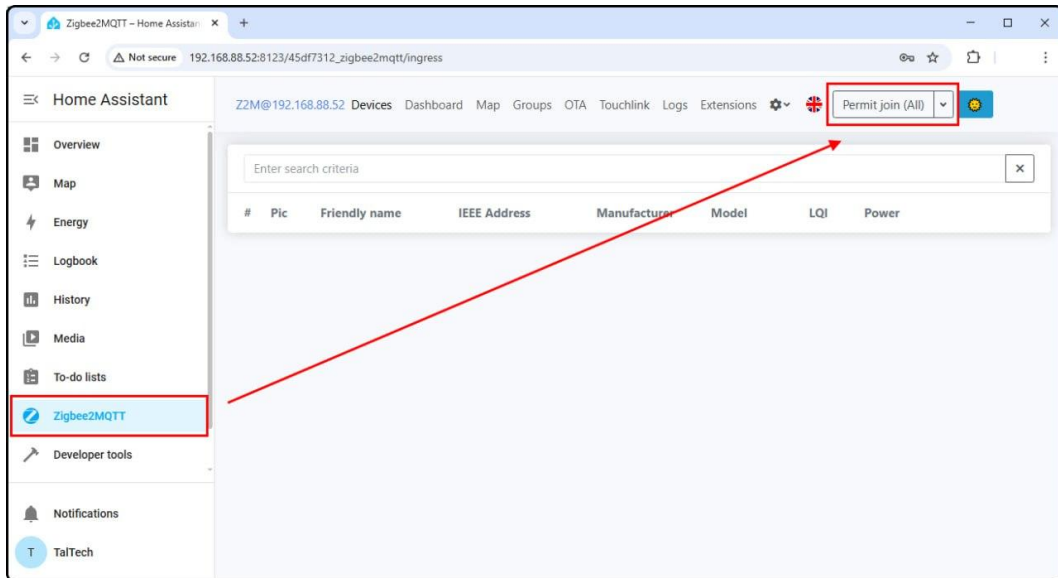 Zigbee2MQTT – Home Assistan
Not secure 192.168.88.52:8123/45df7312_zigbee2mqtt/ingress
Home Assistant
Z2M@192.168.88.52 Devices Dashboard Map Groups OTA Touchlink Logs Extensions Permit join (All)
Overview
Enter search criteria
Map
# Pic Friendly name IEEE Address Manufacturer Model LQI Power
Energy
Logbook
History
Media
To-do lists
Zigbee2MQTT
Developer tools
Notifications
T TalTech